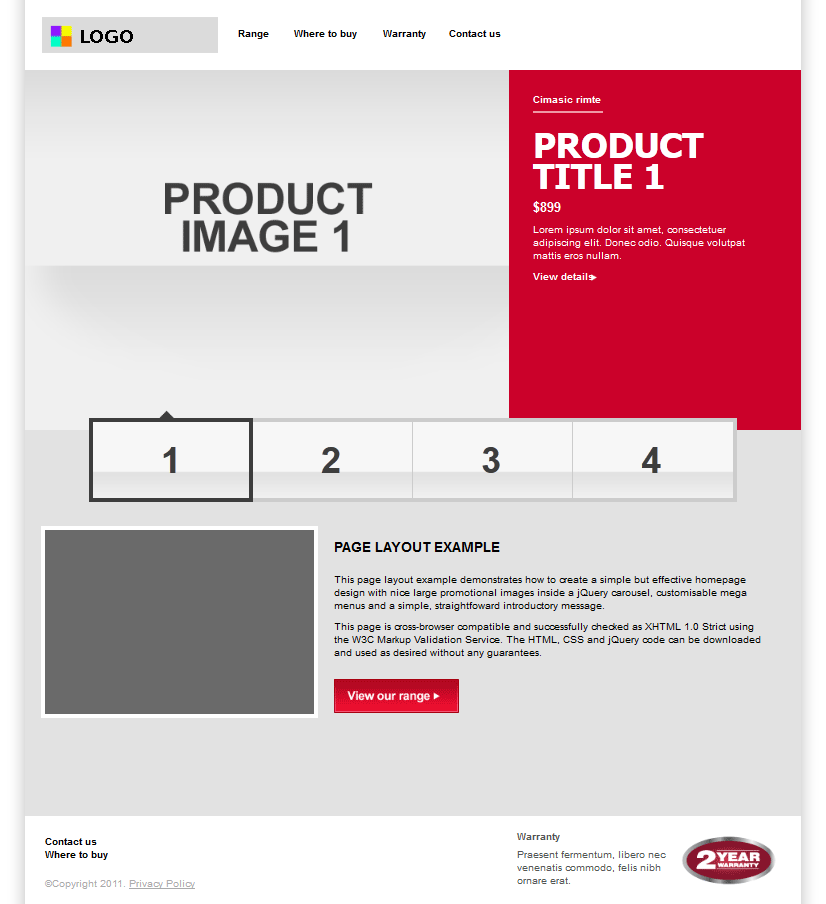 LOGO
Range Where to buy Warranty Contact us
PRODUCT
IMAGE 1
Cimasic rimte
PRODUCT
TITLE 1
$899
Lorem ipsum dolor sit amet, consectetuer
adipiscing elit. Donec odio. Quisque volutpat
mattis eros nullam.
View details
1 2 3 4
PAGE LAYOUT EXAMPLE
This page layout example demonstrates how to create a simple but effective homepage
design with nice large promotional images inside a jQuery carousel, customisable mega
menus and a simple, straightfoward introductory message.
This page is cross-browser compatible and successfully checked as XHTML 1.0 Strict using
the W3C Markup Validation Service. The HTML, CSS and jQuery code can be downloaded
and used as desired without any guarantees.
View our range
Contact us
Where to buy
©Copyright 2011. Privacy Policy
Warranty
Praesent fermentum, libero nec
venenatis commodo, felis nibh
ornare erat.
2 YEAR
WARRANTY